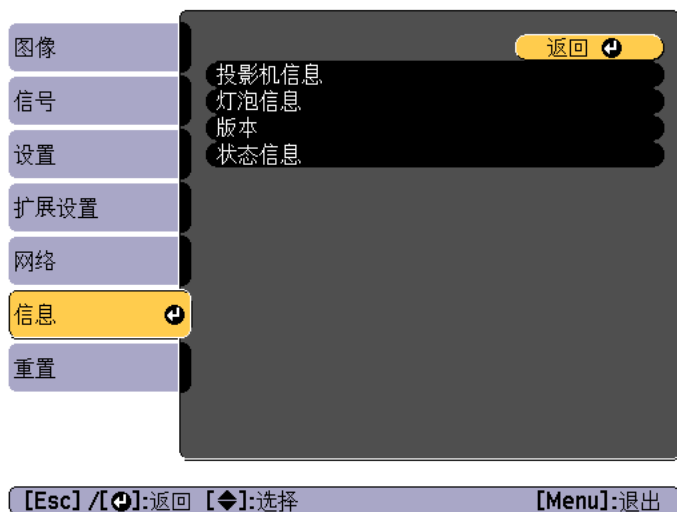 图像
信号
设置
扩展设置
网络
信息
重置
返回
投影机信息
灯泡信息
版本
状态信息
[Esc] /[⏎]:返回 [◆]:选择 [Menu]:退出